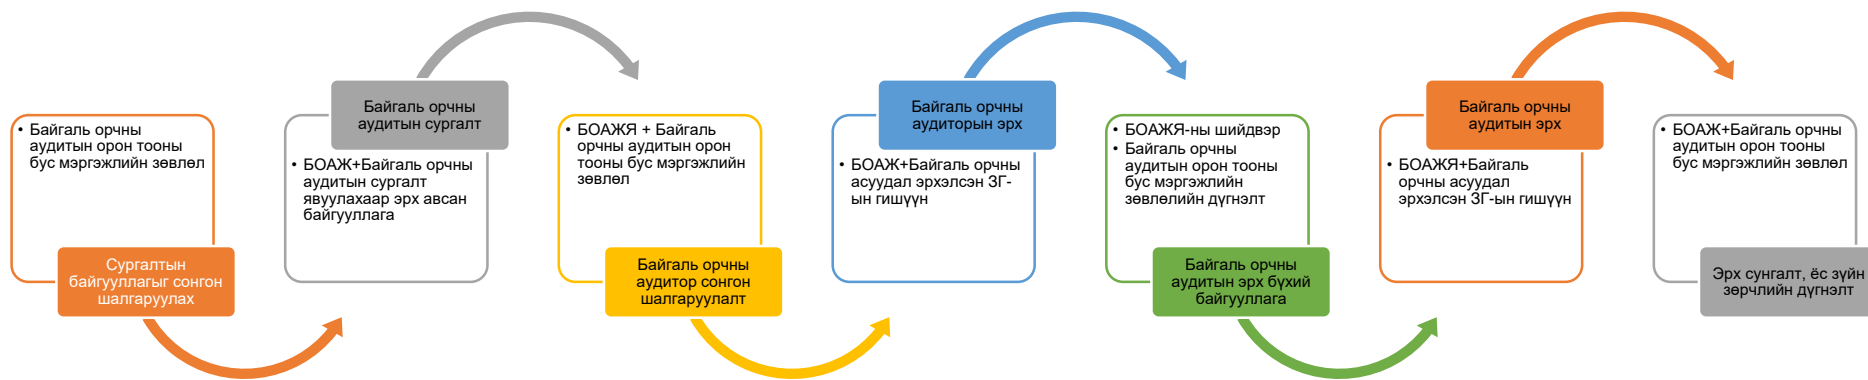 • Байгаль орчны
аудитын орон тооны
бус мэргэжлийн зөвлөл
Сургалтын
байгууллагыг сонгон
шалгаруулах
Байгаль орчны
аудитын сургалт
• БОАЖ+Байгаль орчны
аудитын сургалт
явуулахаар эрх авсан
байгууллага
• БОАЖЯ + Байгаль
орчны аудитын орон
тооны бус мэргэжлийн
зөвлөл
Байгаль орчны
аудитор сонгон
шалгаруулалт
Байгаль орчны
аудиторын эрх
• БОАЖ+Байгаль орчны
асуудал эрхэлсэн ЗГ-
ын гишүүн
• БОАЖЯ-ны шийдвэр
• Байгаль орчны
аудитын орон тооны
бус мэргэжлийн
зөвлөлийн дүгнэлт
Байгаль орчны
аудитын эрх бүхий
байгууллага
Байгаль орчны
аудитын эрх
• БОАЖЯ+Байгаль
орчны асуудал
эрхэлсэн ЗГ-ын гишүүн
• БОАЖ+Байгаль орчны
аудитын орон тооны
бус мэргэжлийн зөвлөл
Эрх сунгалт, ёс зүйн
зөрчлийн дүгнэлт